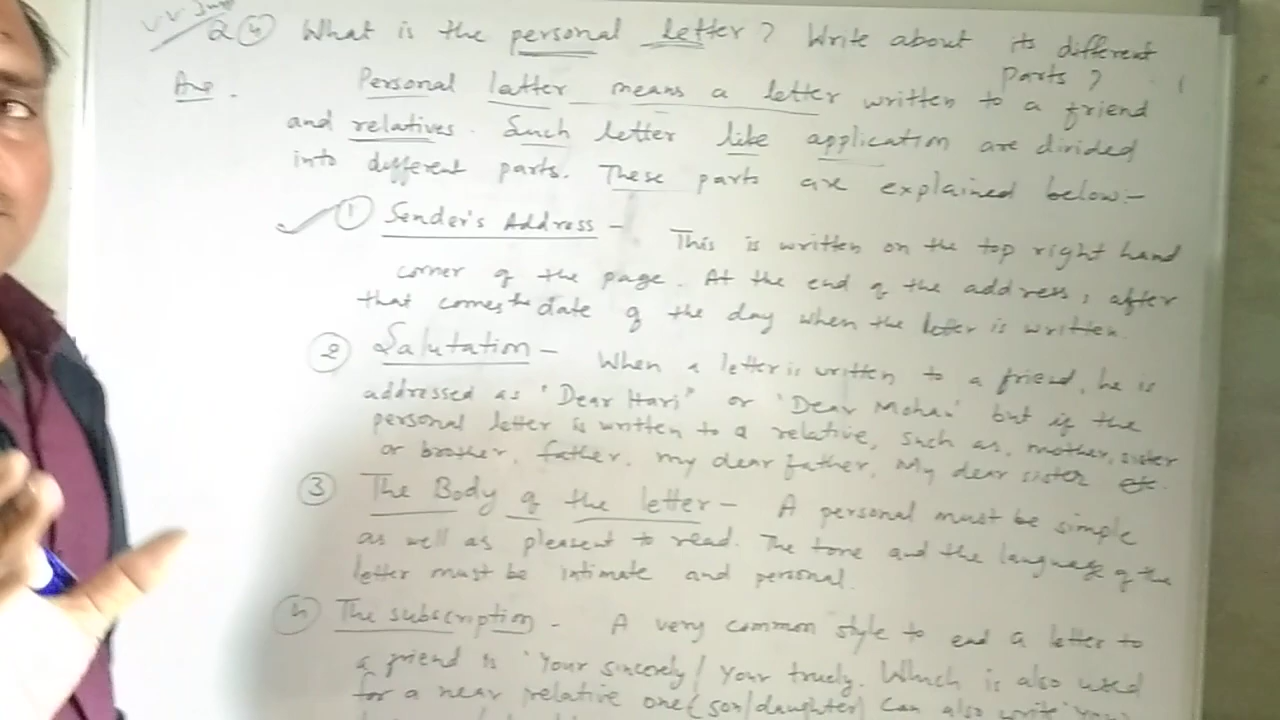 V V Imp
Q (4) What is the personal letter? Write about its different
Parts?
Ans. Personal latter means a letter written to a friend
and relatives. Such letter like application are divided
into different parts. These parts are explained below:-
(1) Sender's Address - This is written on the top right hand
corner of the page. At the end of the address, after
that comes the date of the day when the letter is written.
(2) Salutation - When a letter is written to a friend, he is
addressed as 'Dear Hari" or 'Dear Mohan' but if the
personal letter is written to a relative, such as, mother, sister
or brother, father, my dear father, My dear sister etc.
(3) The Body of the letter - A personal must be simple
as well as pleasent to read. The tone and the language of the
letter must be intimate and personal.
(4) The subscription - A very common style to end a letter to
a friend is 'Your sincerely / Your truely. Which is also used
for a near relative one (son/daughter) can also write